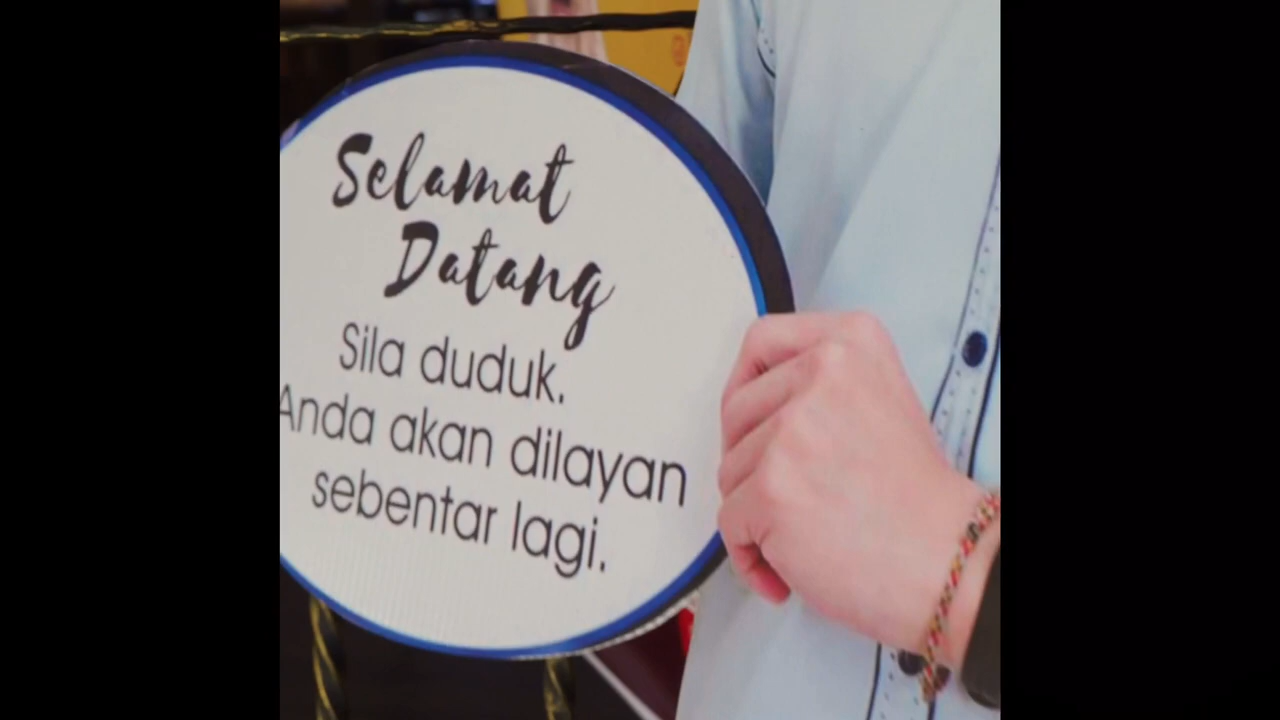 Selamat
Datang
Sila duduk.
Anda akan dilayan
sebentar lagi.